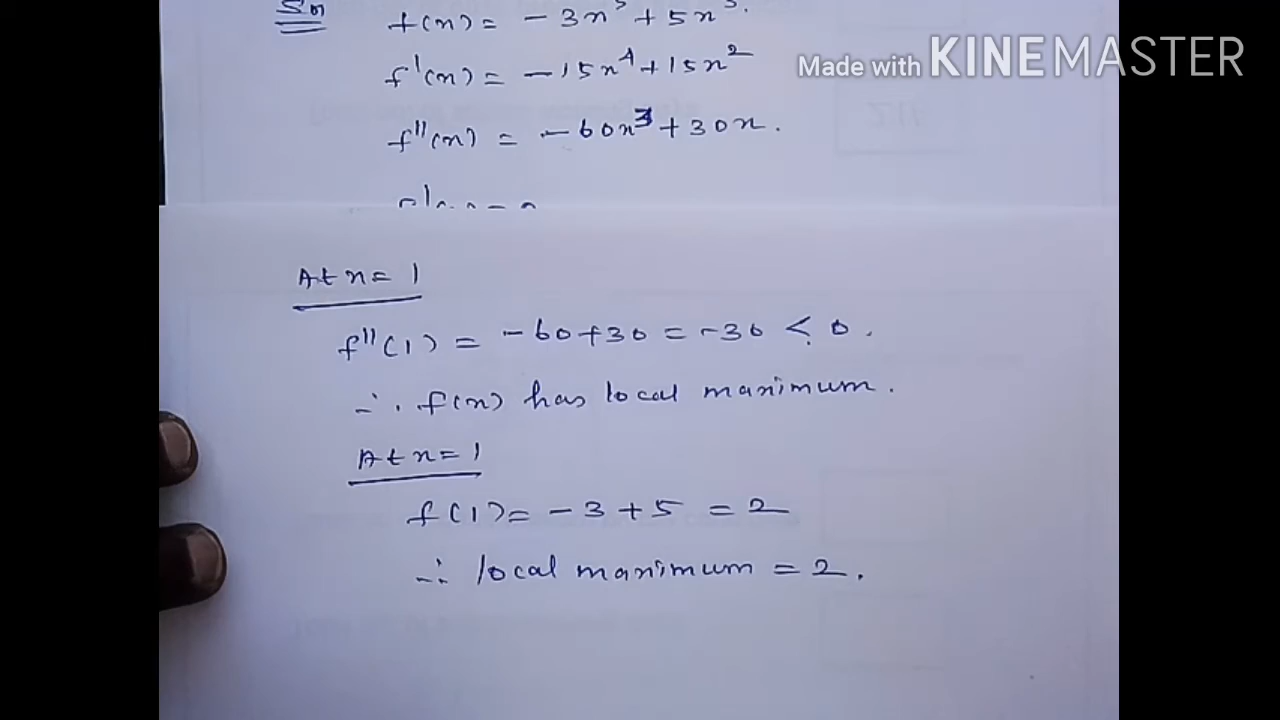 Sol f(x) = -3x⁵ + 5x³.
Made with KINEMASTER
f'(x) = -15x⁴ + 15x²
f''(x) = -60x³ + 30x.
At x = 1
f''(1) = -60+30 = -30 < 0.
∴ f(x) has local maximum.
At x = 1
f(1) = -3 + 5 = 2
∴ local maximum = 2.